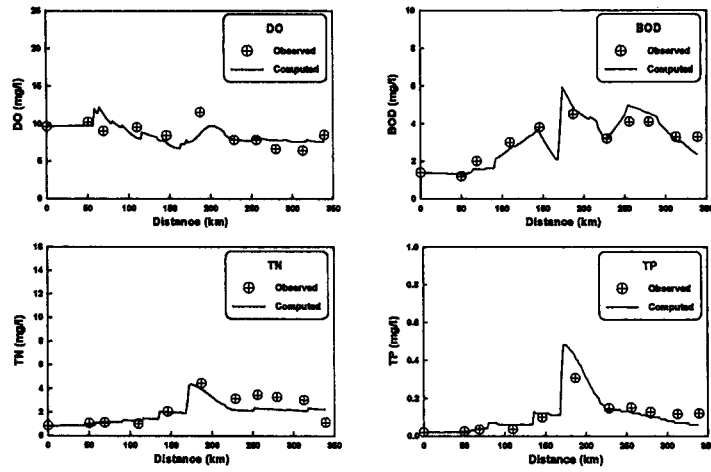 DO
Observed
Computed
DO (mg/l)
25
20
15
10
5
0
0 50 100 150 200 250 300 350
Distance (km)
BOD
Observed
Computed
BOD (mg/l)
10
8
6
4
2
0
0 50 100 150 200 250 300 350
Distance (km)
TN
Observed
Computed
TN (mg/l)
16
14
12
10
8
6
4
2
0
0 50 100 150 200 250 300 350
Distance (km)
TP
Observed
Computed
TP (mg/l)
1.0
0.8
0.6
0.4
0.2
0.0
0 50 100 150 200 250 300 350
Distance (km)